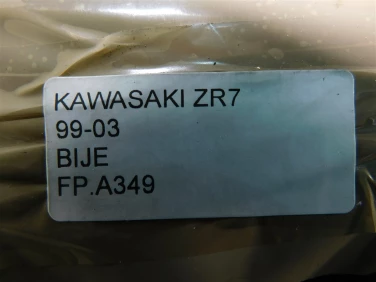 KAWASAKI ZR7
99-03
BIJE
FP.A349